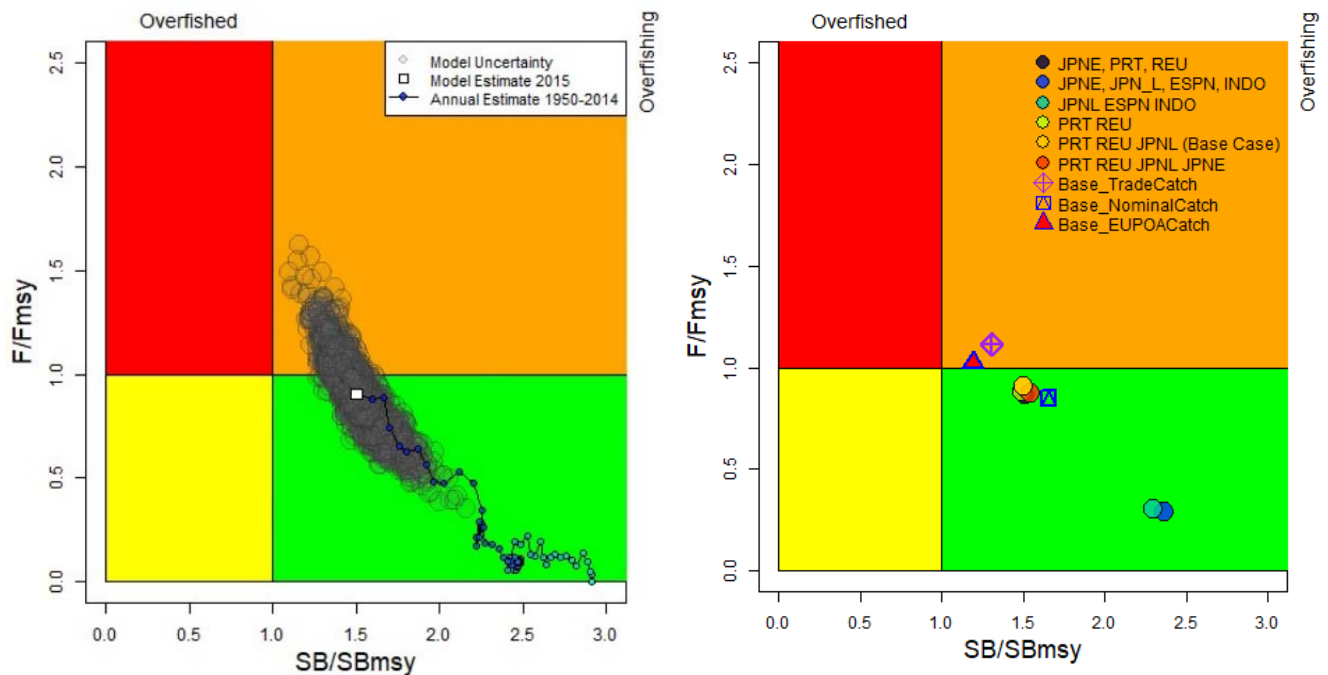 Overfished
Overfishing
Model Uncertainty
Model Estimate 2015
Annual Estimate 1950-2014
F/Fmsy
2.5
2.0
1.5
1.0
0.5
0.0
0.0 0.5 1.0 1.5 2.0 2.5 3.0
SB/SBmsy
Overfished
Overfishing
JPNE, PRT, REU
JPNE, JPN_L, ESPN, INDO
JPNL ESPN INDO
PRT REU
PRT REU JPNL (Base Case)
PRT REU JPNL JPNE
Base_TradeCatch
Base_NominalCatch
Base_EUPOACatch
F/Fmsy
2.5
2.0
1.5
1.0
0.5
0.0
0.0 0.5 1.0 1.5 2.0 2.5 3.0
SB/SBmsy